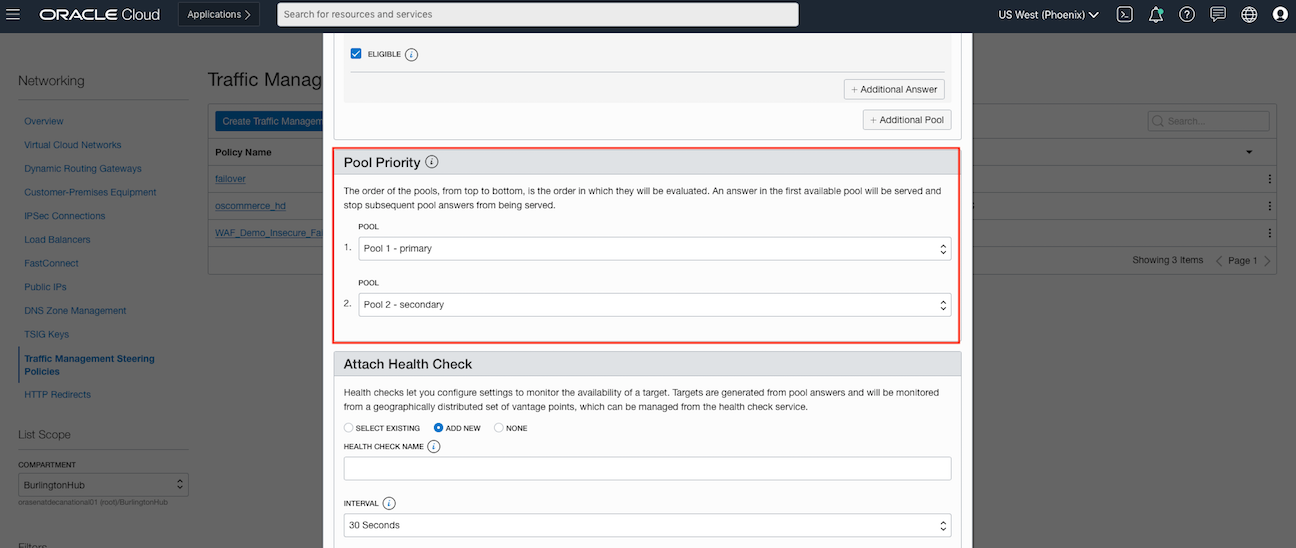 ORACLE Cloud
Applications
Search for resources and services
US West (Phoenix)
Networking
Overview
Virtual Cloud Networks
Dynamic Routing Gateways
Customer-Premises Equipment
IPSec Connections
Load Balancers
FastConnect
Public IPs
DNS Zone Management
TSIG Keys
Traffic Management Steering
Policies
HTTP Redirects
List Scope
COMPARTMENT
BurlingtonHub
Filters
Traffic Manag
Create Traffic Managem
Search...
Policy Name
failover
oscommerce_hd
WAF_Demo_Insecure_Fai
Showing 3 Items
Page 1
ELIGIBLE
+ Additional Answer
+ Additional Pool
Pool Priority
The order of the pools, from top to bottom, is the order in which they will be evaluated. An answer in the first available pool will be served and
stop subsequent pool answers from being served.
POOL
1. Pool 1 - primary
POOL
2. Pool 2 - secondary
Attach Health Check
Health checks let you configure settings to monitor the availability of a target. Targets are generated from pool answers and will be monitored
from a geographically distributed set of vantage points, which can be managed from the health check service.
SELECT EXISTING ADD NEW NONE
HEALTH CHECK NAME
INTERVAL
30 Seconds